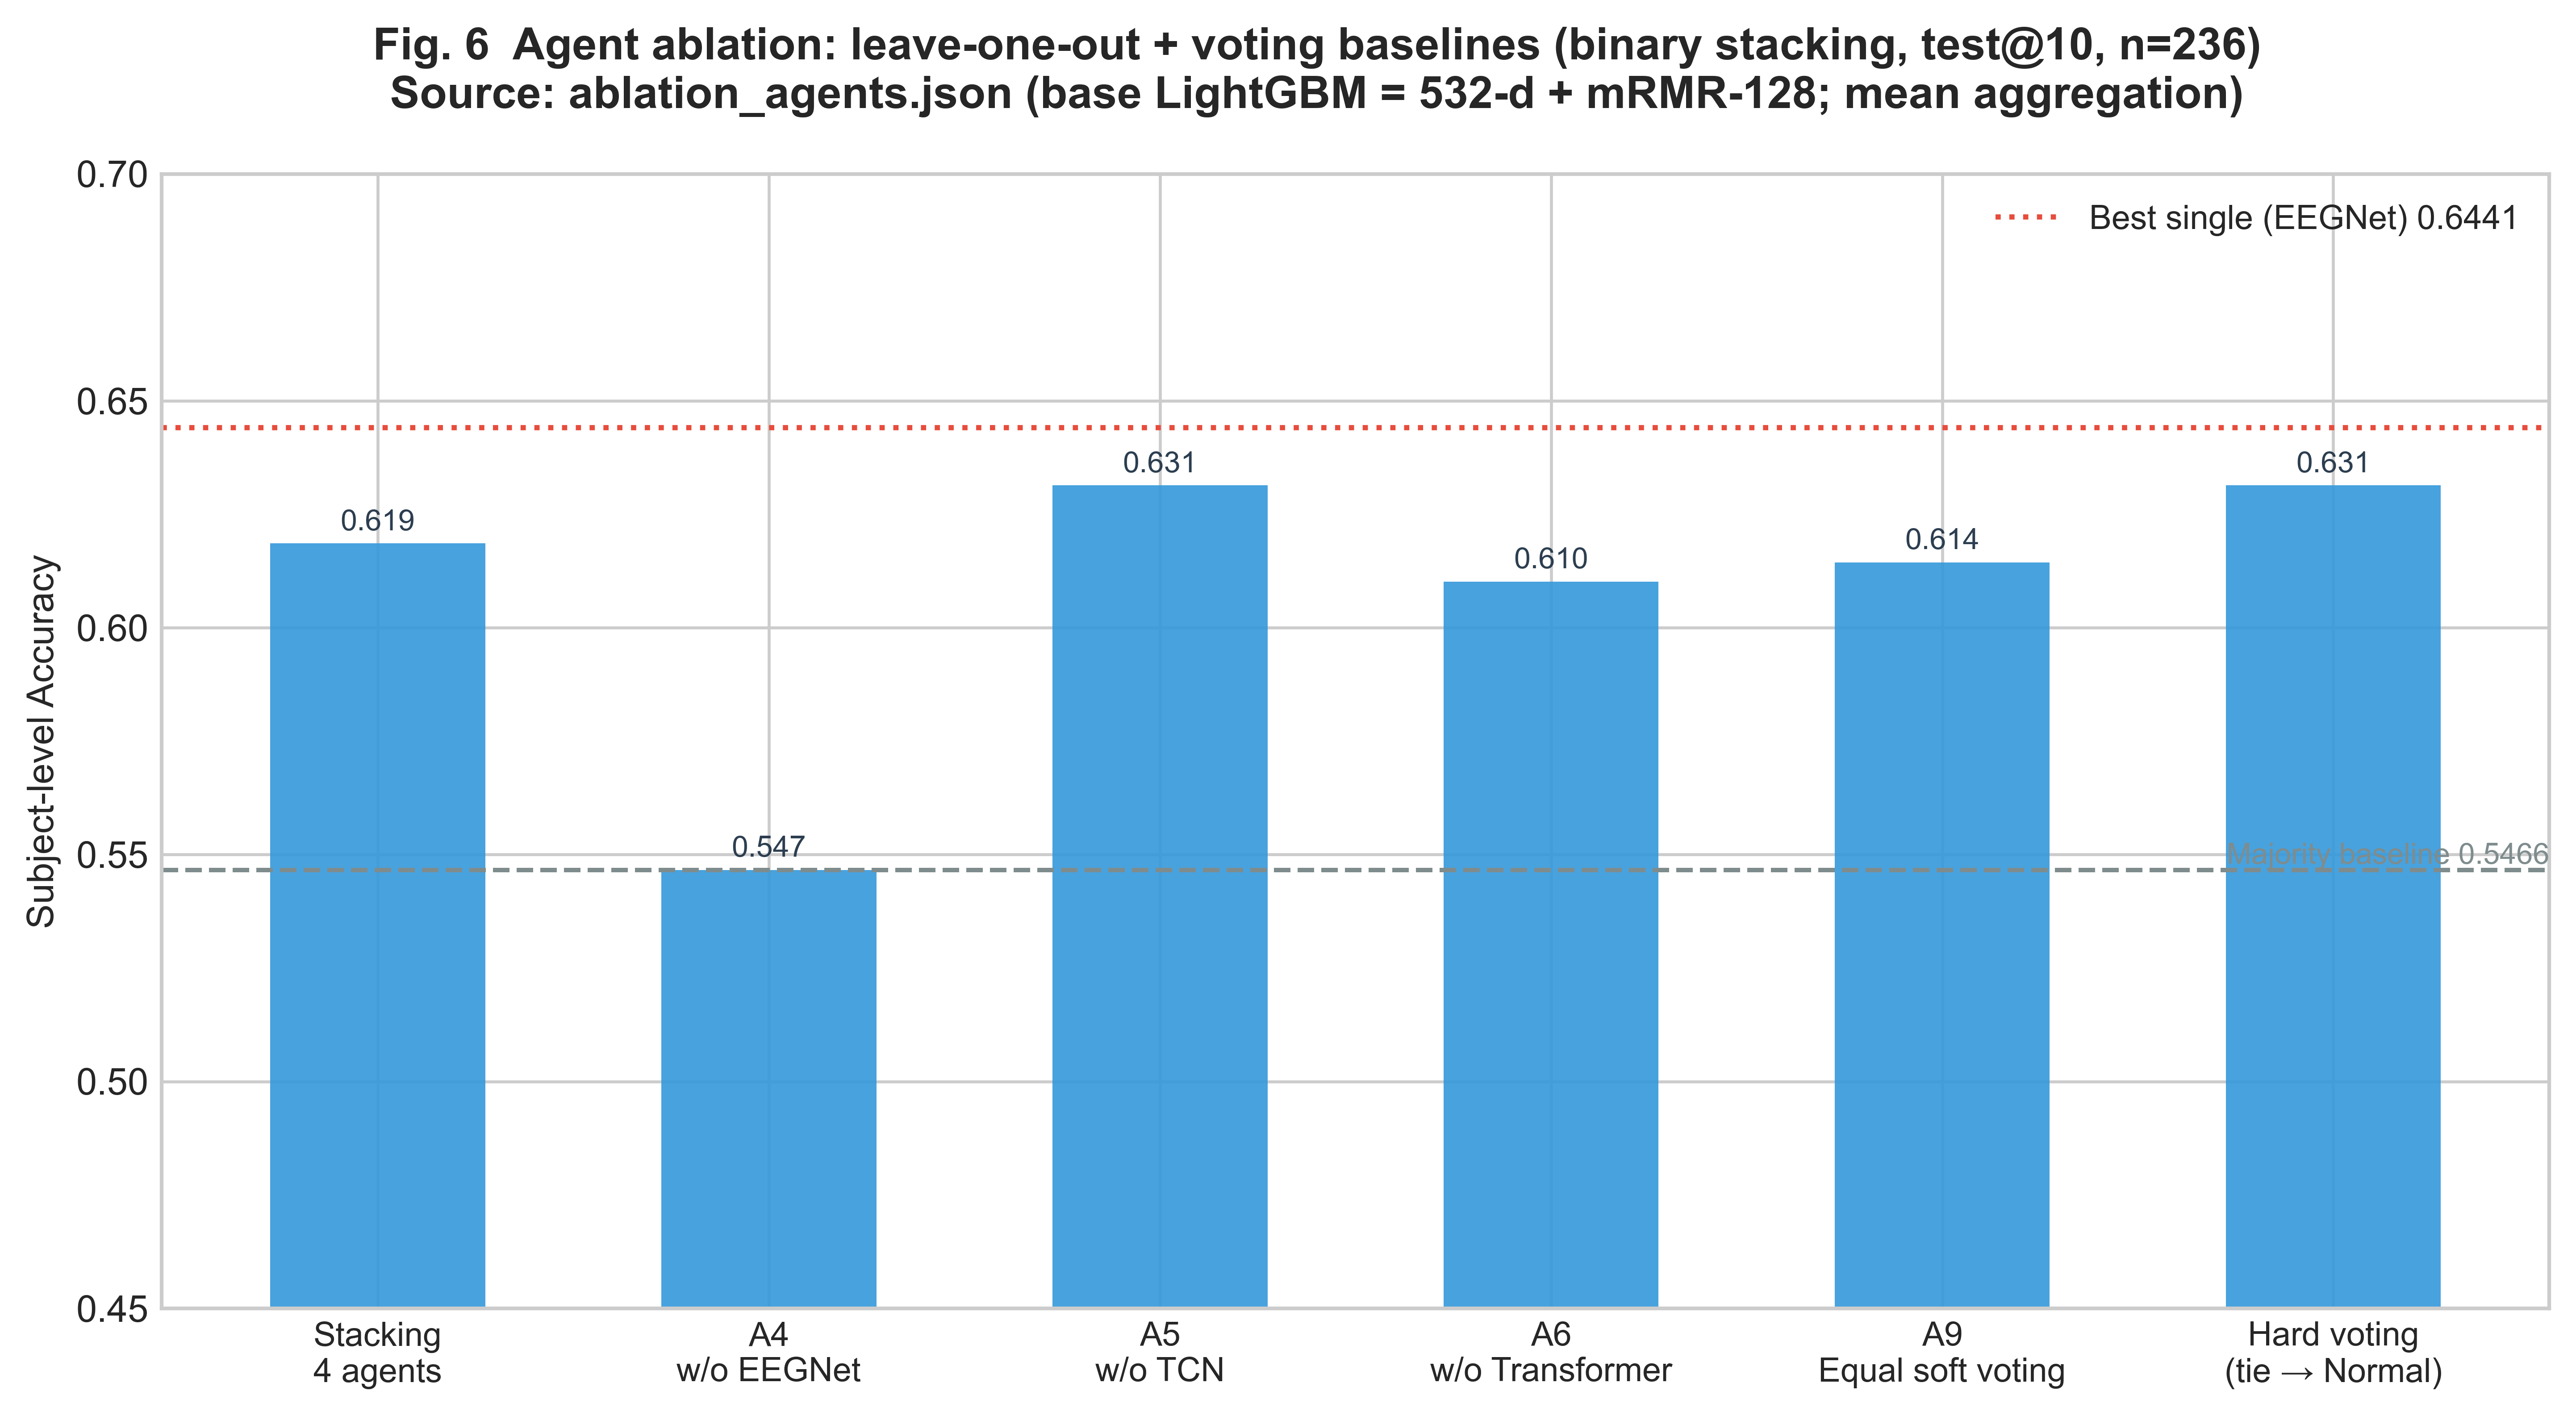 Fig. 6  Agent ablation: leave-one-out + voting baselines (binary stacking, test@10, n=236)
Source: ablation_agents.json (base LightGBM = 532-d + mRMR-128; mean aggregation)
Subject-level Accuracy
0.70
0.65
0.60
0.55
0.50
0.45
Best single (EEGNet) 0.6441
0.619
0.547
0.631
0.610
0.614
0.631
Majority baseline 0.5466
Stacking
4 agents
A4
w/o EEGNet
A5
w/o TCN
A6
w/o Transformer
A9
Equal soft voting
Hard voting
(tie → Normal)